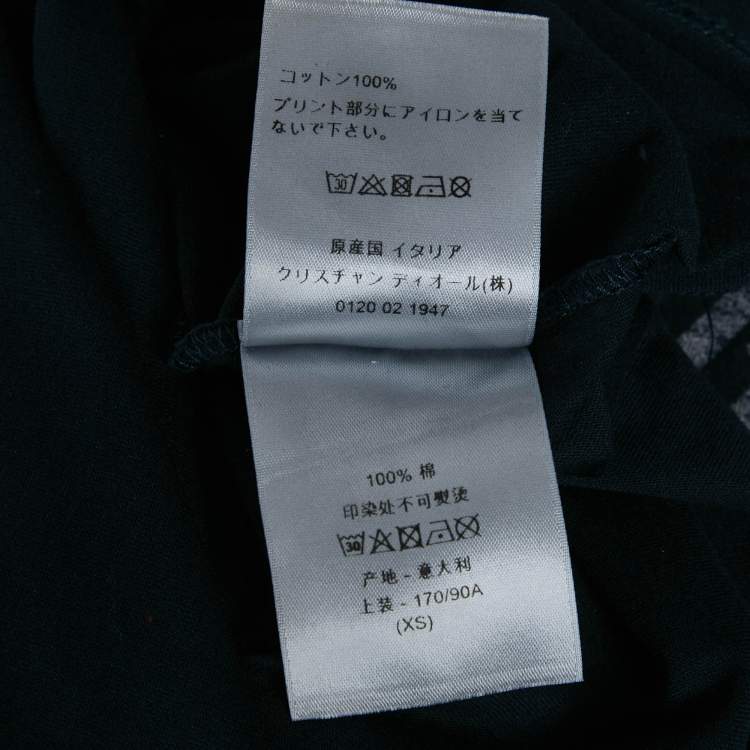 コットン100%
プリント部分にアイロンを当て
ないで下さい。
30
原産国 イタリア
クリスチャン ディオール(株)
0120 02 1947
100% 棉
印染处不可熨烫
30
产地 - 意大利
上装 - 170/90A
(XS)